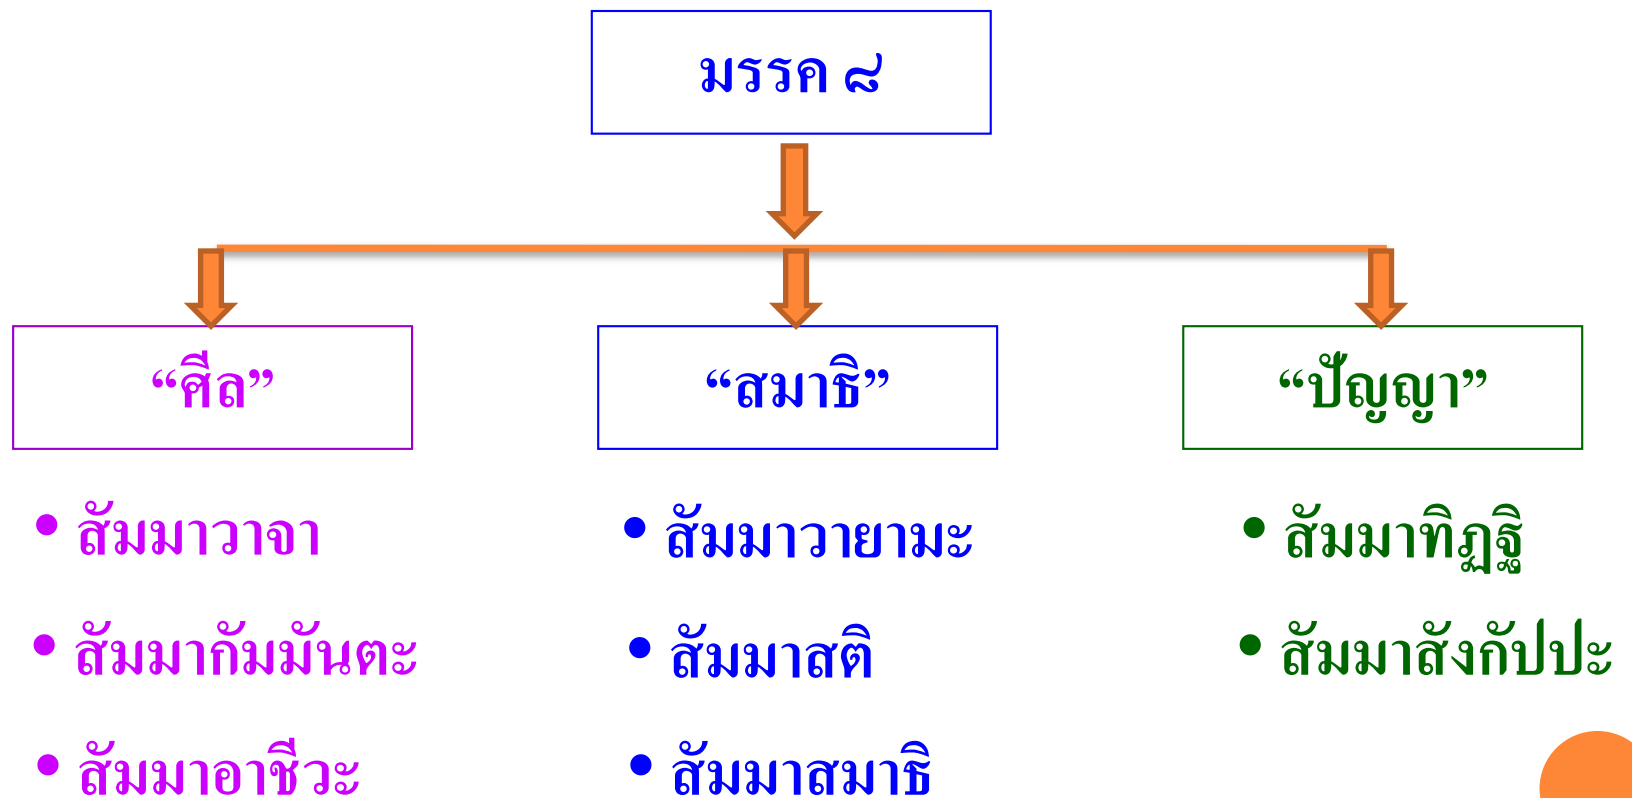 มรรค ๘
“ศีล”
“สมาธิ”
“ปัญญา”
• สัมมาวาจา
• สัมมากัมมันตะ
• สัมมาอาชีวะ
• สัมมาวายามะ
• สัมมาสติ
• สัมมาสมาธิ
• สัมมาทิฏฐิ
• สัมมาสังกัปปะ